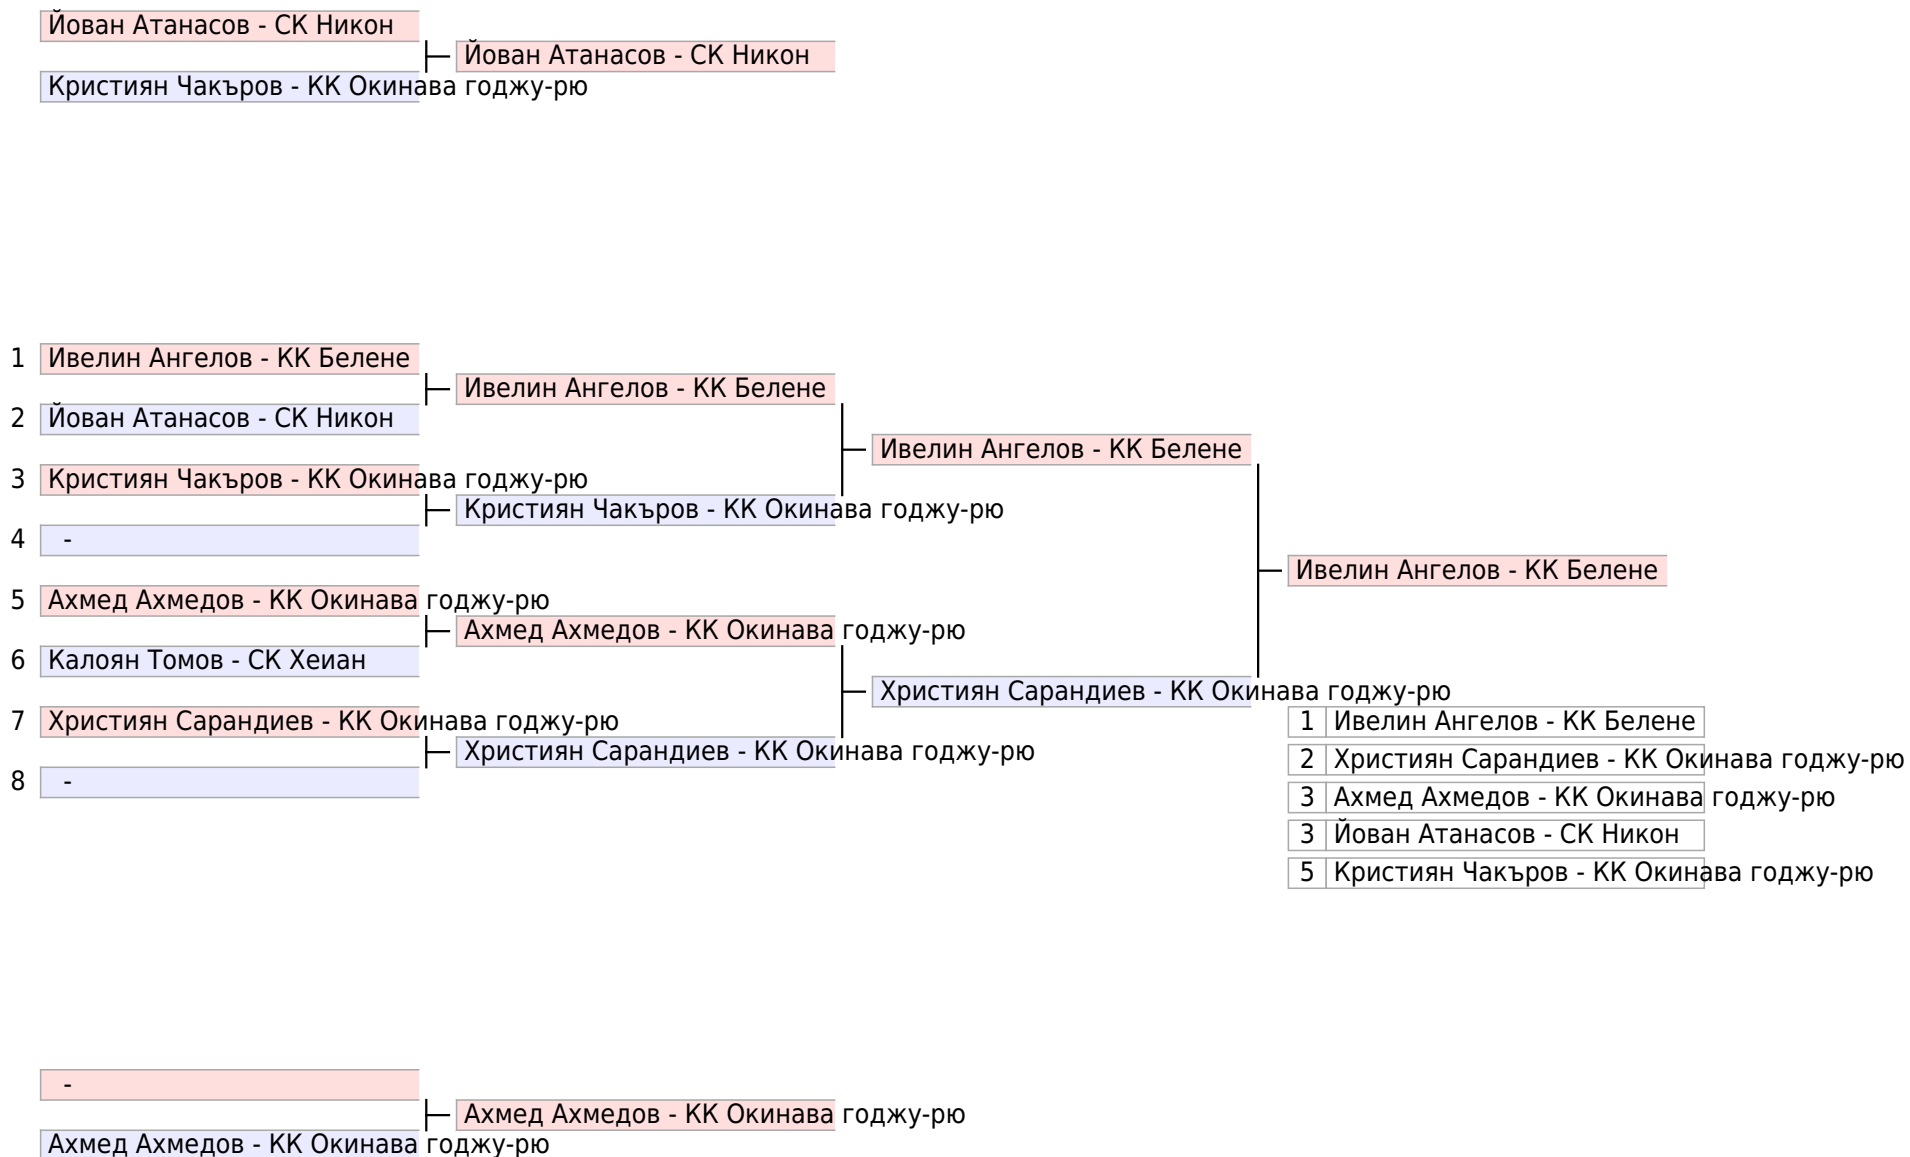 Йован Атанасов - СК Никон
Йован Атанасов - СК Никон
Кристиян Чакъров - КК Окинава годжу-рю
1 Ивелин Ангелов - КК Белене
Ивелин Ангелов - КК Белене
2 Йован Атанасов - СК Никон
Ивелин Ангелов - КК Белене
3 Кристиян Чакъров - КК Окинава годжу-рю
Кристиян Чакъров - КК Окинава годжу-рю
4 -
Ивелин Ангелов - КК Белене
5 Ахмед Ахмедов - КК Окинава годжу-рю
Ахмед Ахмедов - КК Окинава годжу-рю
6 Калоян Томов - СК Хеиан
Християн Сарандиев - КК Окинава годжу-рю
7 Християн Сарандиев - КК Окинава годжу-рю
Християн Сарандиев - КК Окинава годжу-рю
8 -
1 Ивелин Ангелов - КК Белене
2 Християн Сарандиев - КК Окинава годжу-рю
3 Ахмед Ахмедов - КК Окинава годжу-рю
3 Йован Атанасов - СК Никон
5 Кристиян Чакъров - КК Окинава годжу-рю
-
Ахмед Ахмедов - КК Окинава годжу-рю
Ахмед Ахмедов - КК Окинава годжу-рю